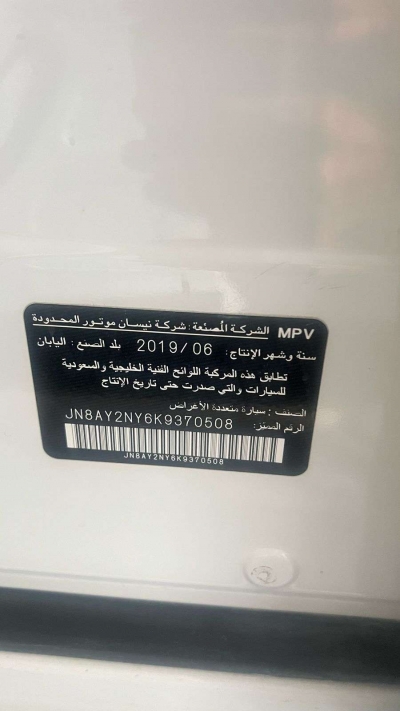 MPV الشركة المصنعة : شركة نيسان موتور المحدودة
سنة وشهر الإنتاج : 2019/06 بلد الصنع : اليابان
تطابق هذه المركبة اللوائح الفنية الخليجية والسعودية
للسيارات والتي صدرت حتى تاريخ الإنتاج
الصنف : سيارة متعددة الأغراض
الرقم المميز: JN8AY2NY6K9370508
JN8AY2NY6K9370508